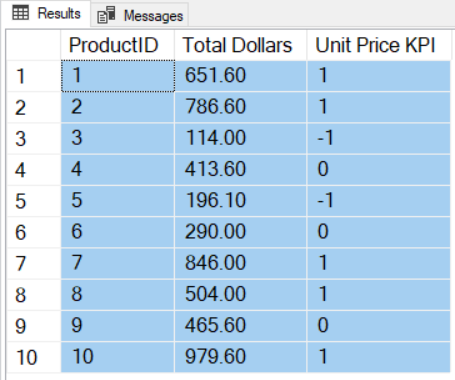 Results Messages
ProductID Total Dollars Unit Price KPI
1 1 651.60 1
2 2 786.60 1
3 3 114.00 -1
4 4 413.60 0
5 5 196.10 -1
6 6 290.00 0
7 7 846.00 1
8 8 504.00 1
9 9 465.60 0
10 10 979.60 1